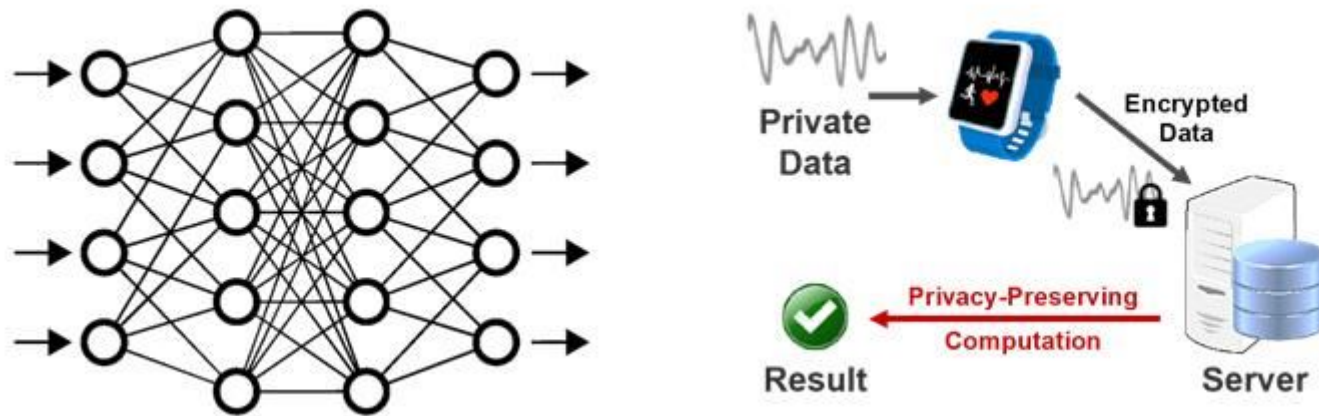 Private
Data
Encrypted
Data
Privacy-Preserving
Computation
Result
Server